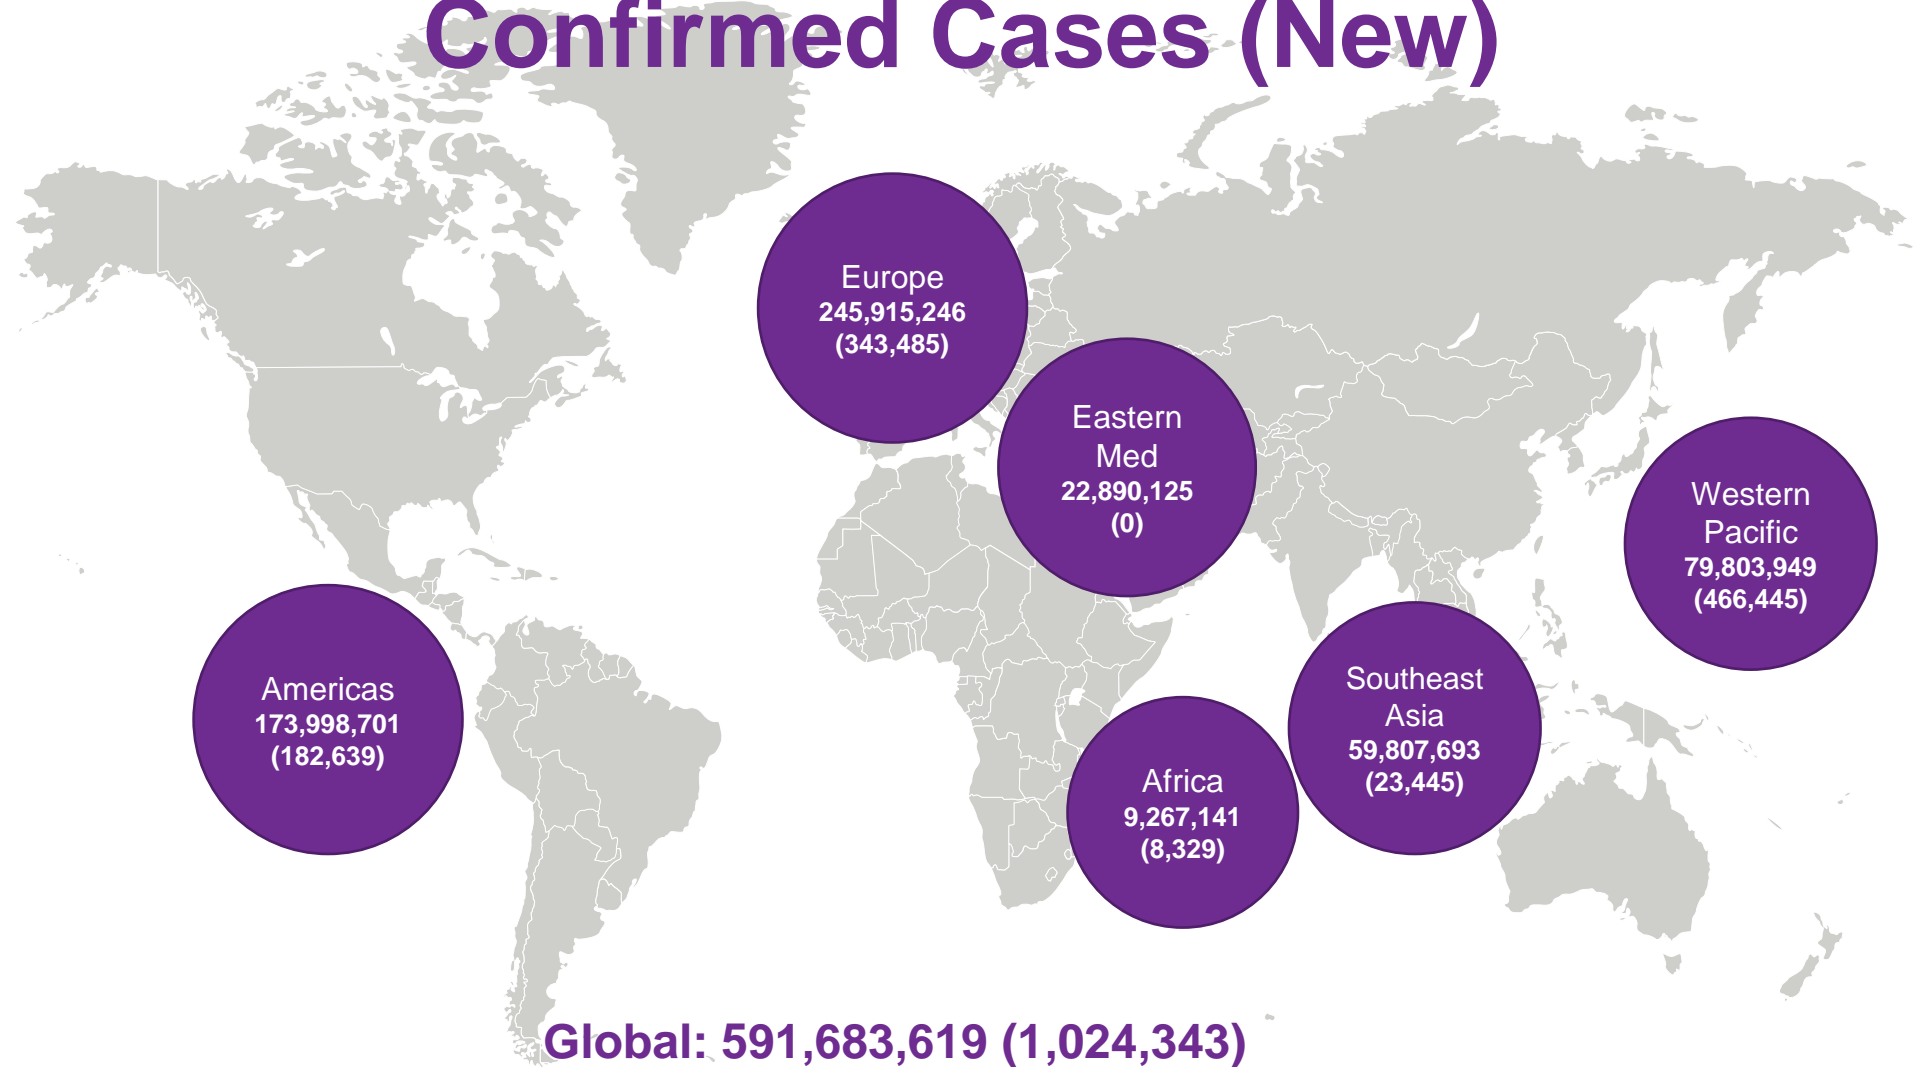 Confirmed Cases (New)
Europe
245,915,246
(343,485)
Eastern
Med
22,890,125
(0)
Western
Pacific
79,803,949
(466,445)
Americas
173,998,701
(182,639)
Southeast
Asia
59,807,693
(23,445)
Africa
9,267,141
(8,329)
Global: 591,683,619 (1,024,343)